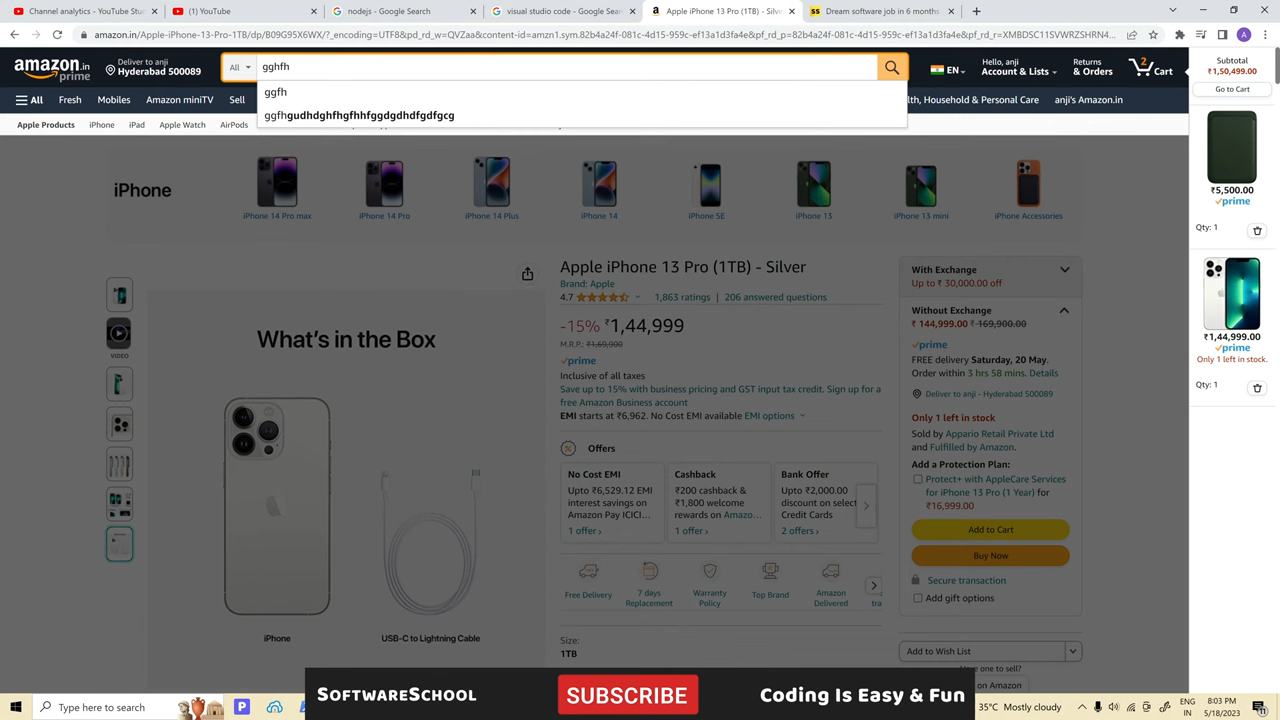 Channel analytics - YouTube Stu
(1) YouTube
nodejs - Google Search
visual studio code - Google Sear
Apple iPhone 13 Pro (1TB) - Silv
Dream software job in 6 months
amazon.in/Apple-iPhone-13-Pro-1TB/dp/B09G95X6WX/?_encoding=UTF8&pd_rd_w=QVZaa&content-id=amzn1.sym.82b4a24f-081c-4d15-959c-ef13a4eb4fa4&pf_rd_p=82b4a24f-081c-4d15-959c-ef13a4eb4fa4&pf_rd_r=XMBDSC11SVWRZSHRN4...
A
amazon.in
prime
Deliver to anji
Hyderabad 500089
All
gghfh
EN
Hello, anji
Account & Lists
Returns
& Orders
2
Cart
Subtotal
₹1,50,499.00
Go to Cart
ggfh
ggfhgudhdghfhgfhhfggdgdhdfgdfgcg
All
Fresh
Mobiles
Amazon miniTV
Sell
lth, Household & Personal Care
anji's Amazon.in
Apple Products
iPhone
iPad
Apple Watch
AirPods
iPhone
iPhone 14 Pro max
iPhone 14 Pro
iPhone 14 Plus
iPhone 14
iPhone SE
iPhone 13
iPhone 13 mini
iPhone Accessories
₹5,500.00
prime
Qty: 1
₹1,44,999.00
prime
Only 1 left in stock.
Qty: 1
VIDEO
What's in the Box
iPhone
USB-C to Lightning Cable
Apple iPhone 13 Pro (1TB) - Silver
Brand: Apple
4.7
1,863 ratings | 206 answered questions
-15% ₹1,44,999
M.R.P.: ₹1,69,900
prime
Inclusive of all taxes
Save up to 15% with business pricing and GST input tax credit. Sign up for a
free Amazon Business account
EMI starts at ₹6,962. No Cost EMI available EMI options
Offers
No Cost EMI
Upto ₹6,529.12 EMI
interest savings on
Amazon Pay ICICI...
1 offer ›
Cashback
₹200 cashback &
₹1,800 welcome
rewards on Amazo...
1 offer ›
Bank Offer
Upto ₹2,000.00
discount on select
Credit Cards
2 offers ›
Free Delivery
7 days
Replacement
Warranty
Policy
Top Brand
Amazon
Delivered
tra
Size:
1TB
With Exchange
Up to ₹ 30,000.00 off
Without Exchange
₹ 144,999.00 ₹ 169,900.00
prime
FREE delivery Saturday, 20 May.
Order within 3 hrs 58 mins. Details
Deliver to anji - Hyderabad 500089
Only 1 left in stock
Sold by Appario Retail Private Ltd
and Fulfilled by Amazon.
Add a Protection Plan:
Protect+ with AppleCare Services
for iPhone 13 Pro (1 Year) for
₹16,999.00
Add to Cart
Buy Now
Secure transaction
Add gift options
Add to Wish List
one to sell?
on Amazon
SoftwareSchool
SUBSCRIBE
Coding Is Easy & Fun
Type here to search
P
35°C Mostly cloudy
ENG
IN
8:03 PM
5/18/2023